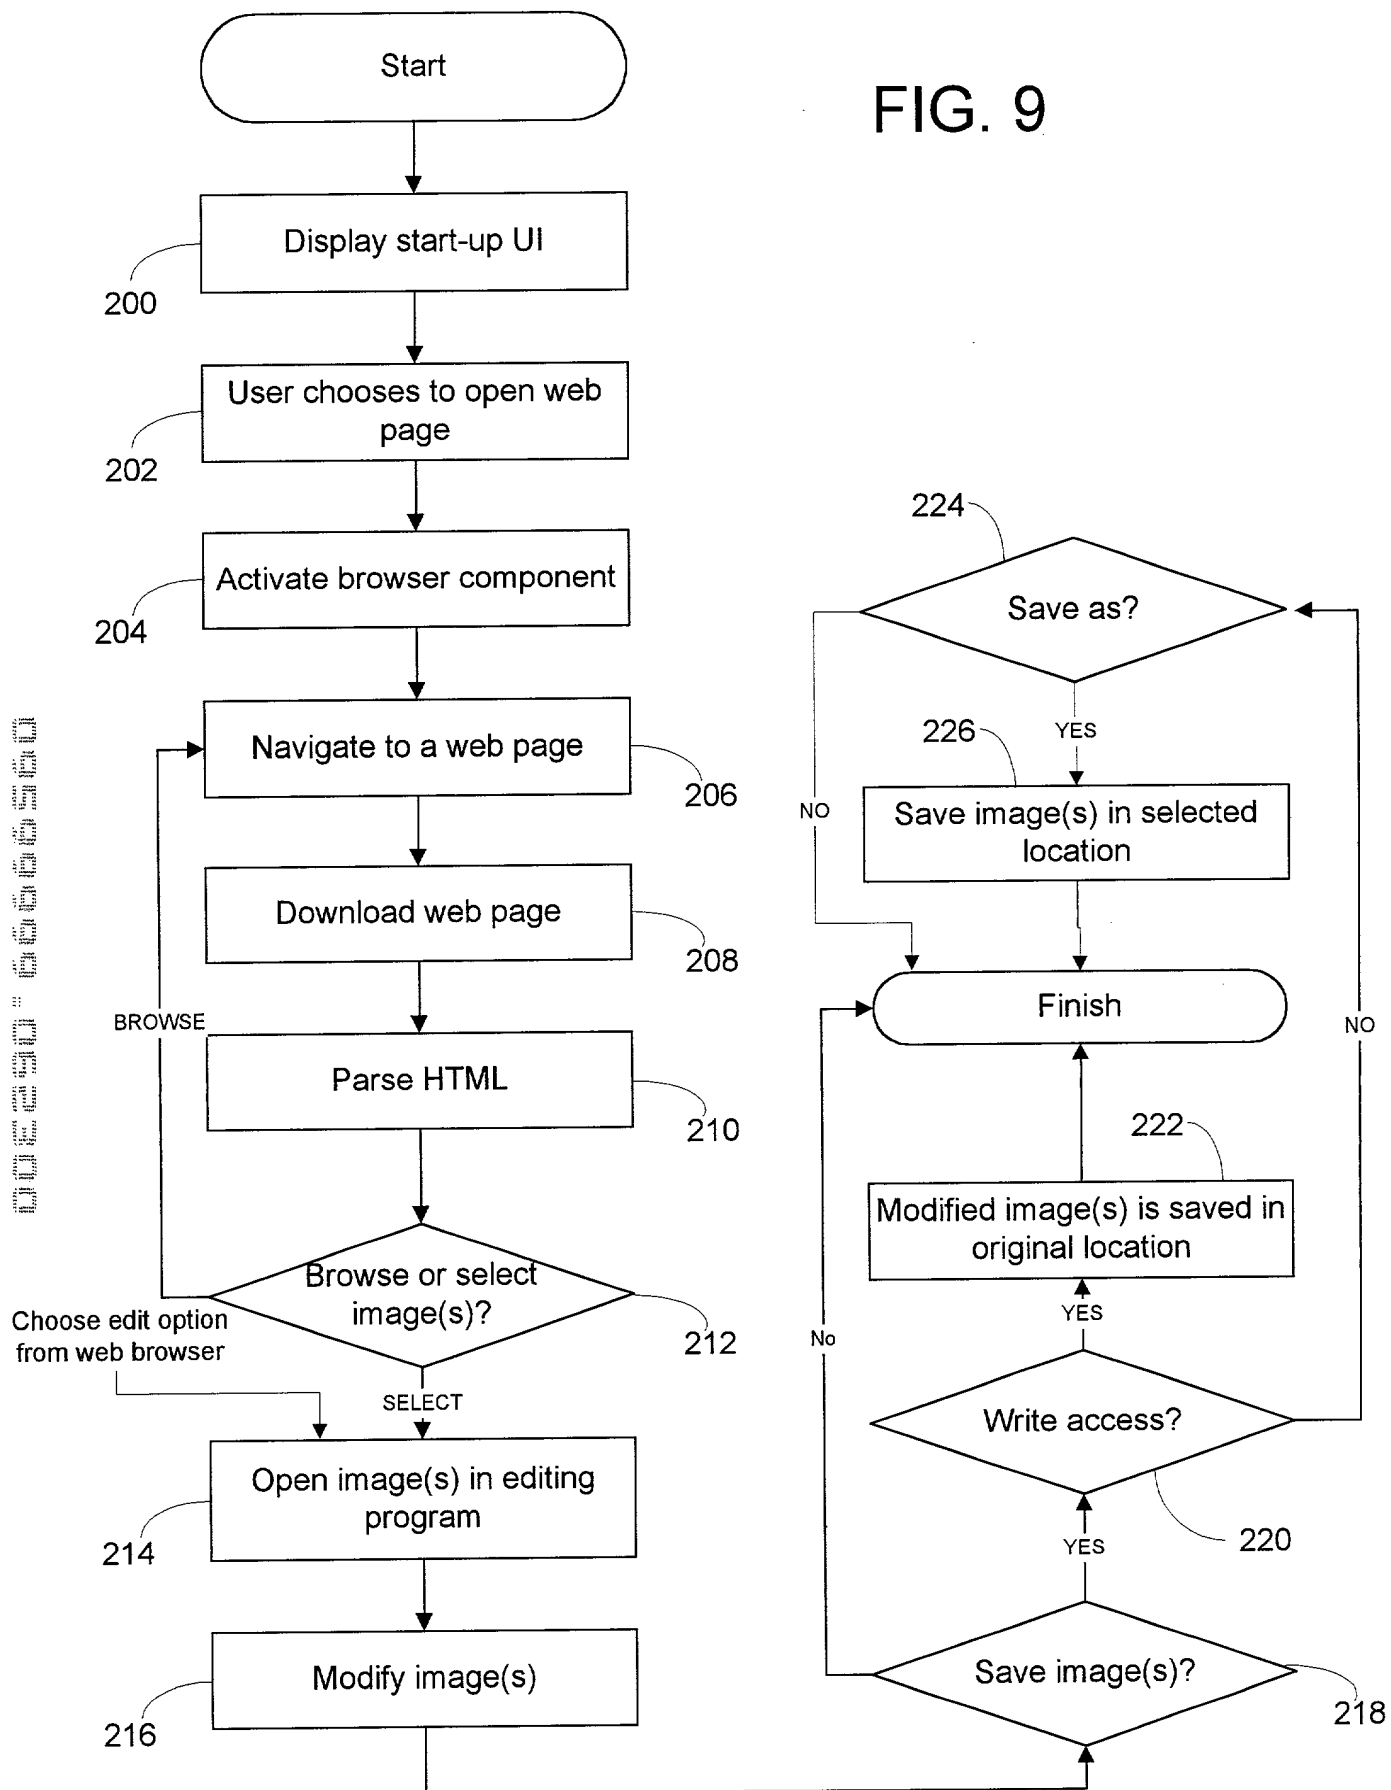 FIG. 9
Start
Display start-up UI
200
User chooses to open web
page
202
Activate browser component
204
Navigate to a web page
206
Download web page
208
BROWSE
Parse HTML
210
Browse or select
image(s)?
212
Choose edit option
from web browser
SELECT
Open image(s) in editing
program
214
Modify image(s)
216
224
Save as?
YES
226
NO
Save image(s) in selected
location
Finish
NO
222
Modified image(s) is saved in
original location
YES
No
Write access?
220
YES
Save image(s)?
218